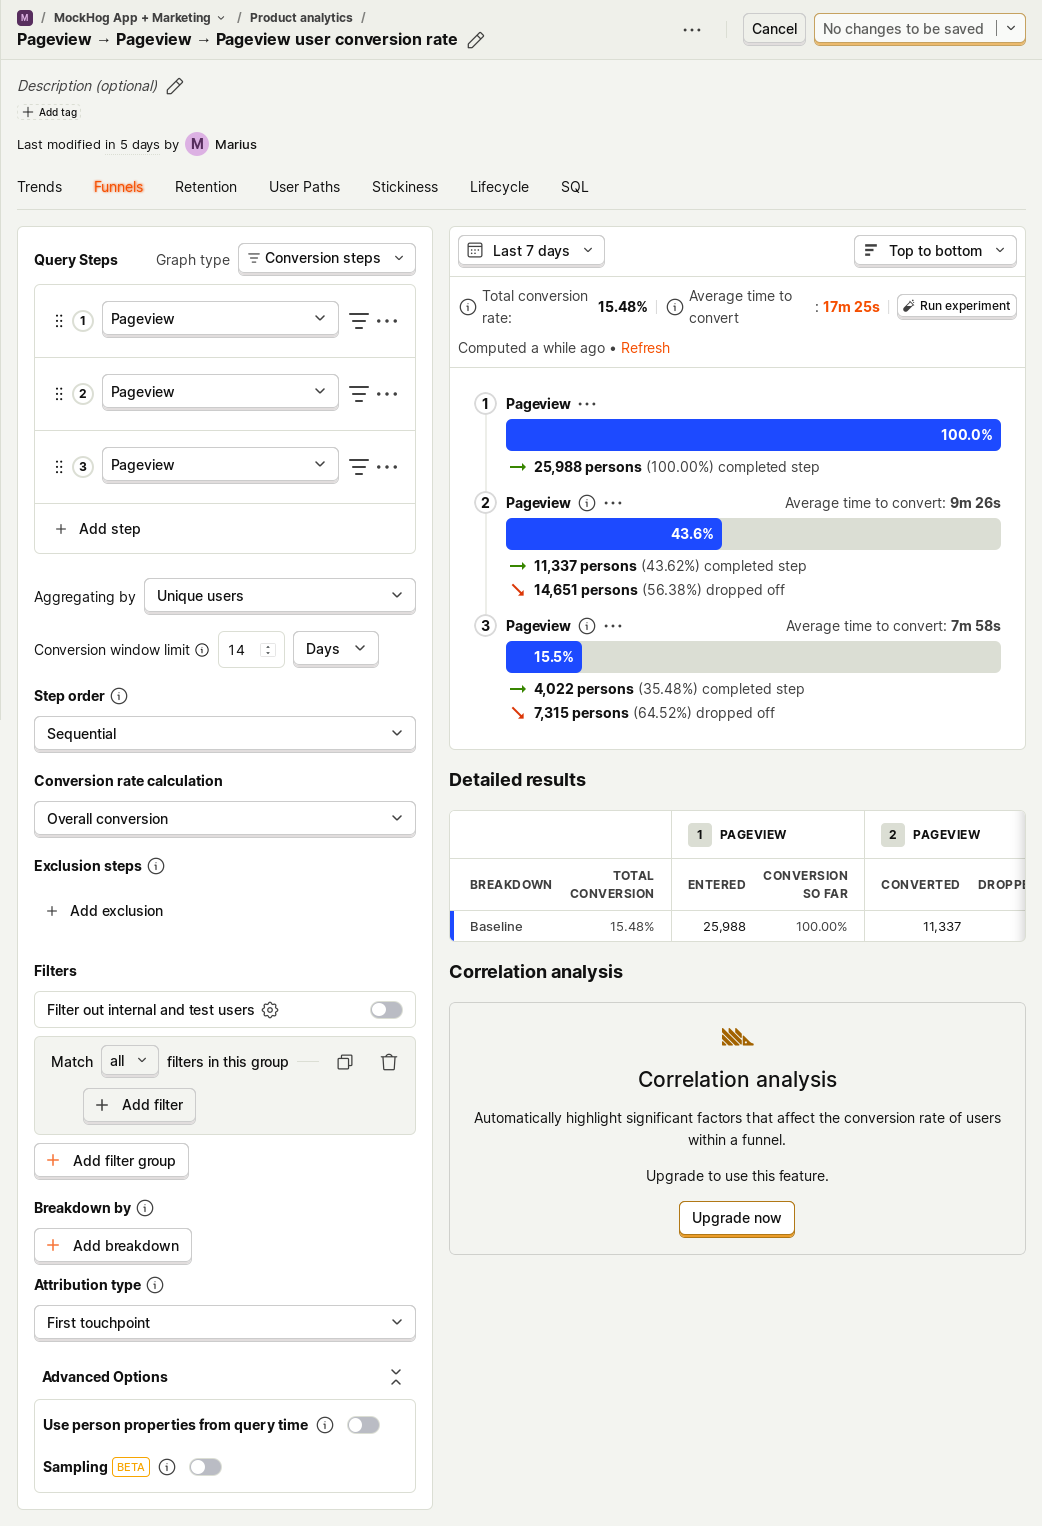 M / MockHog App + Marketing / Product analytics /
Pageview → Pageview → Pageview user conversion rate
Cancel
No changes to be saved
Description (optional)
Add tag
Last modified in 5 days by M Marius
Trends Funnels Retention User Paths Stickiness Lifecycle SQL
Query Steps Graph type Conversion steps
1 Pageview
2 Pageview
3 Pageview
Add step
Aggregating by Unique users
Conversion window limit 14 Days
Step order
Sequential
Conversion rate calculation
Overall conversion
Exclusion steps
Add exclusion
Filters
Filter out internal and test users
Match all filters in this group
Add filter
Add filter group
Breakdown by
Add breakdown
Attribution type
First touchpoint
Advanced Options
Use person properties from query time
Sampling BETA
Last 7 days Top to bottom
Total conversion rate: 15.48%
Average time to convert : 17m 25s
Run experiment
Computed a while ago • Refresh
1 Pageview
100.0%
25,988 persons (100.00%) completed step
2 Pageview Average time to convert: 9m 26s
43.6%
11,337 persons (43.62%) completed step
14,651 persons (56.38%) dropped off
3 Pageview Average time to convert: 7m 58s
15.5%
4,022 persons (35.48%) completed step
7,315 persons (64.52%) dropped off
Detailed results
1 PAGEVIEW 2 PAGEVIEW
BREAKDOWN TOTAL CONVERSION ENTERED CONVERSION SO FAR CONVERTED DROPPE
Baseline 15.48% 25,988 100.00% 11,337
Correlation analysis
Correlation analysis
Automatically highlight significant factors that affect the conversion rate of users
within a funnel.
Upgrade to use this feature.
Upgrade now